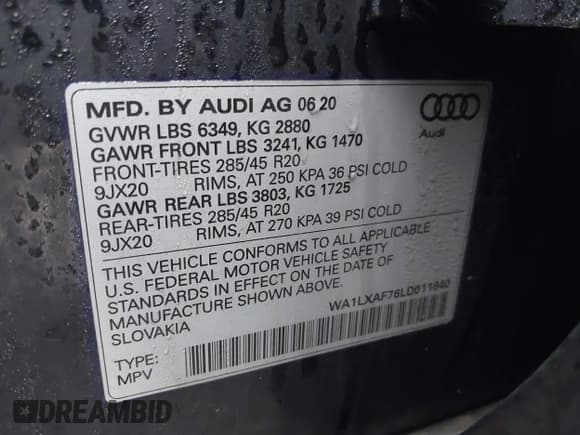 MFD. BY AUDI AG 06 20
GVWR LBS 6349, KG 2880
GAWR FRONT LBS 3241, KG 1470
FRONT-TIRES 285/45 R20
9JX20 RIMS, AT 250 KPA 36 PSI COLD
GAWR REAR LBS 3803, KG 1725
REAR-TIRES 285/45 R20
9JX20 RIMS, AT 270 KPA 39 PSI COLD
THIS VEHICLE CONFORMS TO ALL APPLICABLE
U.S. FEDERAL MOTOR VEHICLE SAFETY
STANDARDS IN EFFECT ON THE DATE OF
MANUFACTURE SHOWN ABOVE.
SLOVAKIA
Audi
WA1LXAF76LD011840
TYPE:
MPV
DREAMBID